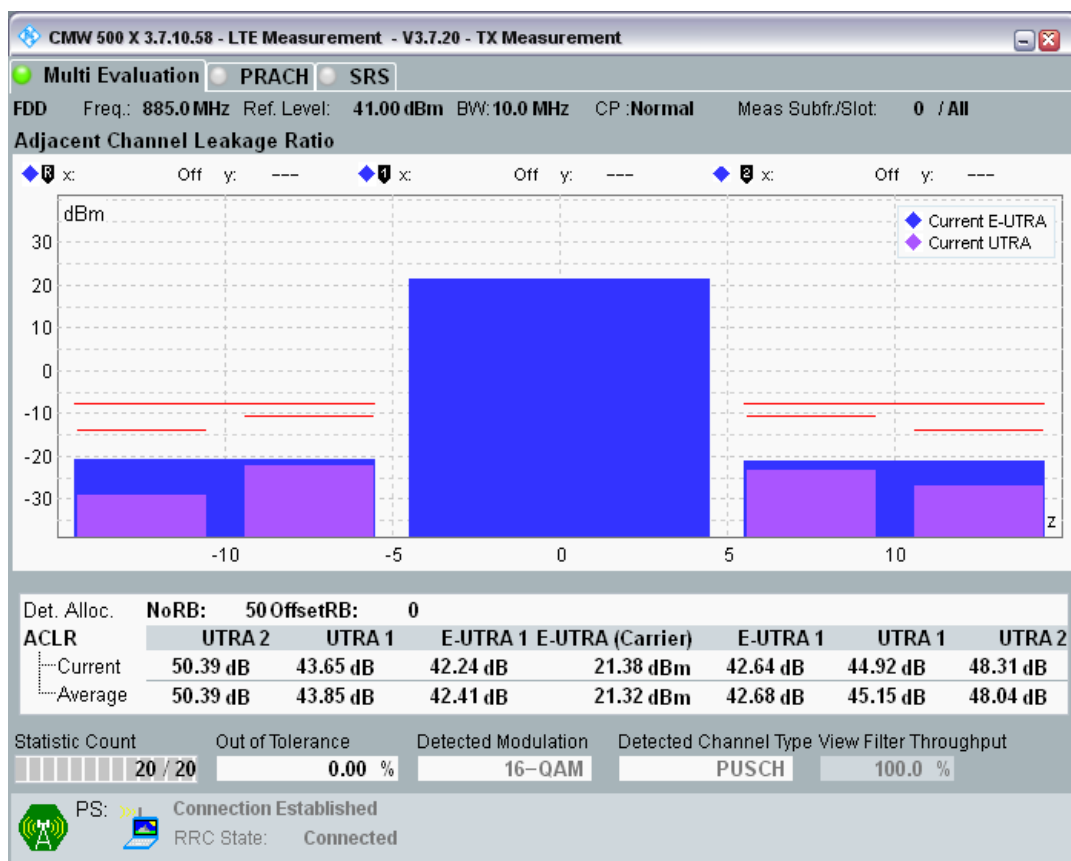 CMW 500 X 3.7.10.58 - LTE Measurement - V3.7.20 - TX Measurement
Multi Evaluation PRACH SRS
FDD Freq.: 885.0 MHz Ref. Level: 41.00 dBm BW: 10.0 MHz CP :Normal Meas Subfr./Slot: 0 / All
Adjacent Channel Leakage Ratio
R x: Off y: --- 1 x: Off y: --- 2 x: Off y: ---
dBm
Current E-UTRA
Current UTRA
30
20
10
0
-10
-20
-30
z
-10 -5 0 5 10
Det. Alloc. NoRB: 50 OffsetRB: 0
ACLR UTRA 2 UTRA 1 E-UTRA 1 E-UTRA (Carrier) E-UTRA 1 UTRA 1 UTRA 2
Current 50.39 dB 43.65 dB 42.24 dB 21.38 dBm 42.64 dB 44.92 dB 48.31 dB
Average 50.39 dB 43.85 dB 42.41 dB 21.32 dBm 42.68 dB 45.15 dB 48.04 dB
Statistic Count Out of Tolerance Detected Modulation Detected Channel Type View Filter Throughput
20 / 20 0.00 % 16-QAM PUSCH 100.0 %
PS: Connection Established
RRC State: Connected